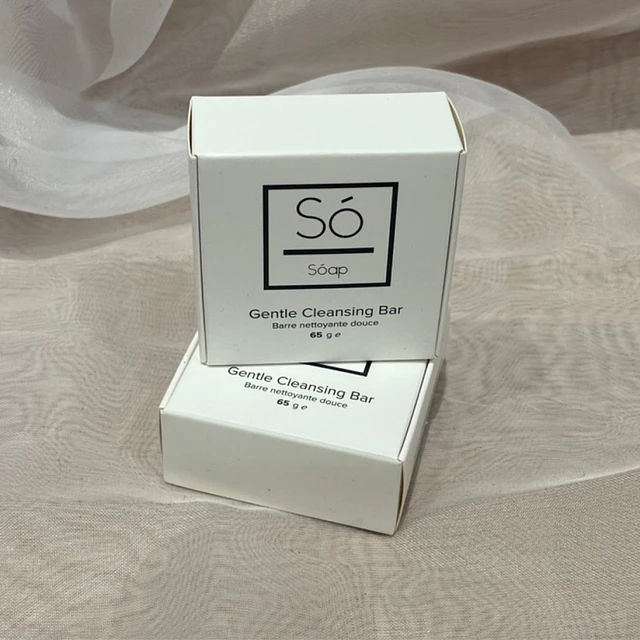 Só
Sóap
Gentle Cleansing Bar
Barre nettoyante douce
65 g e
Gentle Cleansing Bar
Barre nettoyante douce
65 g e